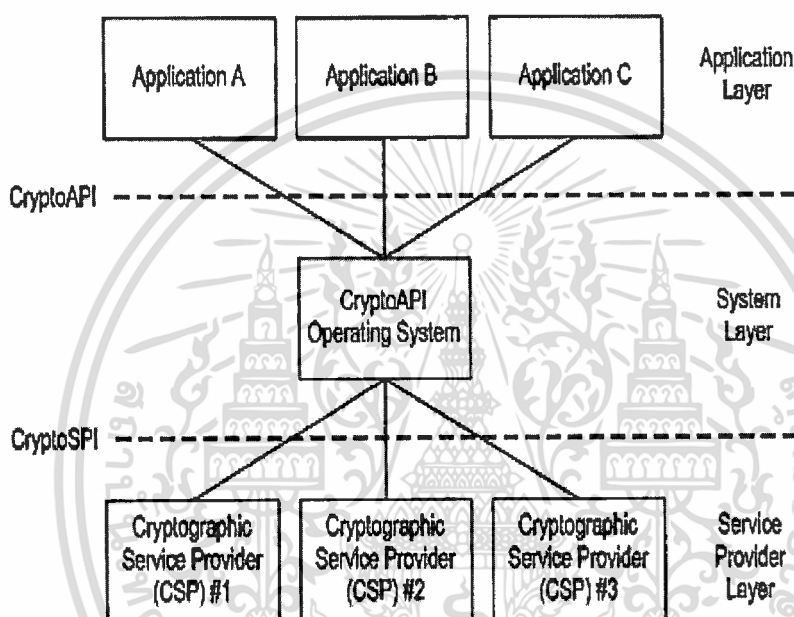 Application A
Application B
Application C
Application
Layer
CryptoAPI
CryptoAPI
Operating System
System
Layer
CryptoSPI
Cryptographic
Service Provider
(CSP) #1
Cryptographic
Service Provider
(CSP) #2
Cryptographic
Service Provider
(CSP) #3
Service
Provider
Layer